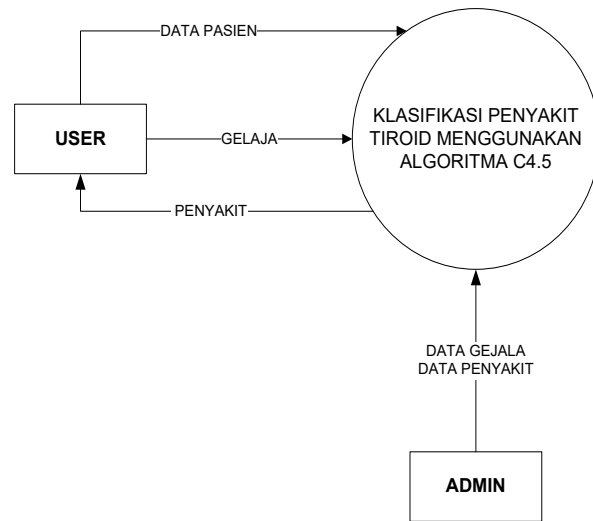 DATA PASIEN
USER
GELAJA
KLASIFIKASI PENYAKIT
TIROID MENGGUNAKAN
ALGORITMA C4.5
PENYAKIT
DATA GEJALA
DATA PENYAKIT
ADMIN